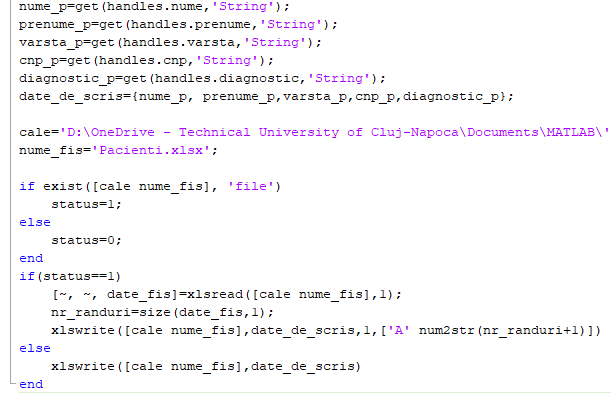 nume_p=get(handles.nume,'String');
prenume_p=get(handles.prenume,'String');
varsta_p=get(handles.varsta,'String');
cnp_p=get(handles.cnp,'String');
diagnostic_p=get(handles.diagnostic,'String');
date_de_scris={nume_p, prenume_p,varsta_p,cnp_p,diagnostic_p};
cale='D:\OneDrive - Technical University of Cluj-Napoca\Documents\MATLAB\'
nume_fis='Pacienti.xlsx';
if exist([cale nume_fis], 'file')
    status=1;
else
    status=0;
end
if(status==1)
    [~, ~, date_fis]=xlsread([cale nume_fis],1);
    nr_randuri=size(date_fis,1);
    xlswrite([cale nume_fis],date_de_scris,1,['A' num2str(nr_randuri+1)])
else
    xlswrite([cale nume_fis],date_de_scris)
end